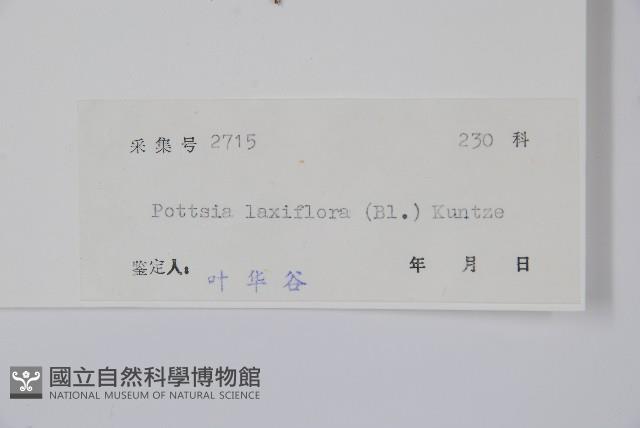 采集号 2715 230 科
Pottsia laxiflora (Bl.) Kuntze
鉴定人: 叶华谷 年 月 日
國立自然科學博物館
NATIONAL MUSEUM OF NATURAL SCIENCE